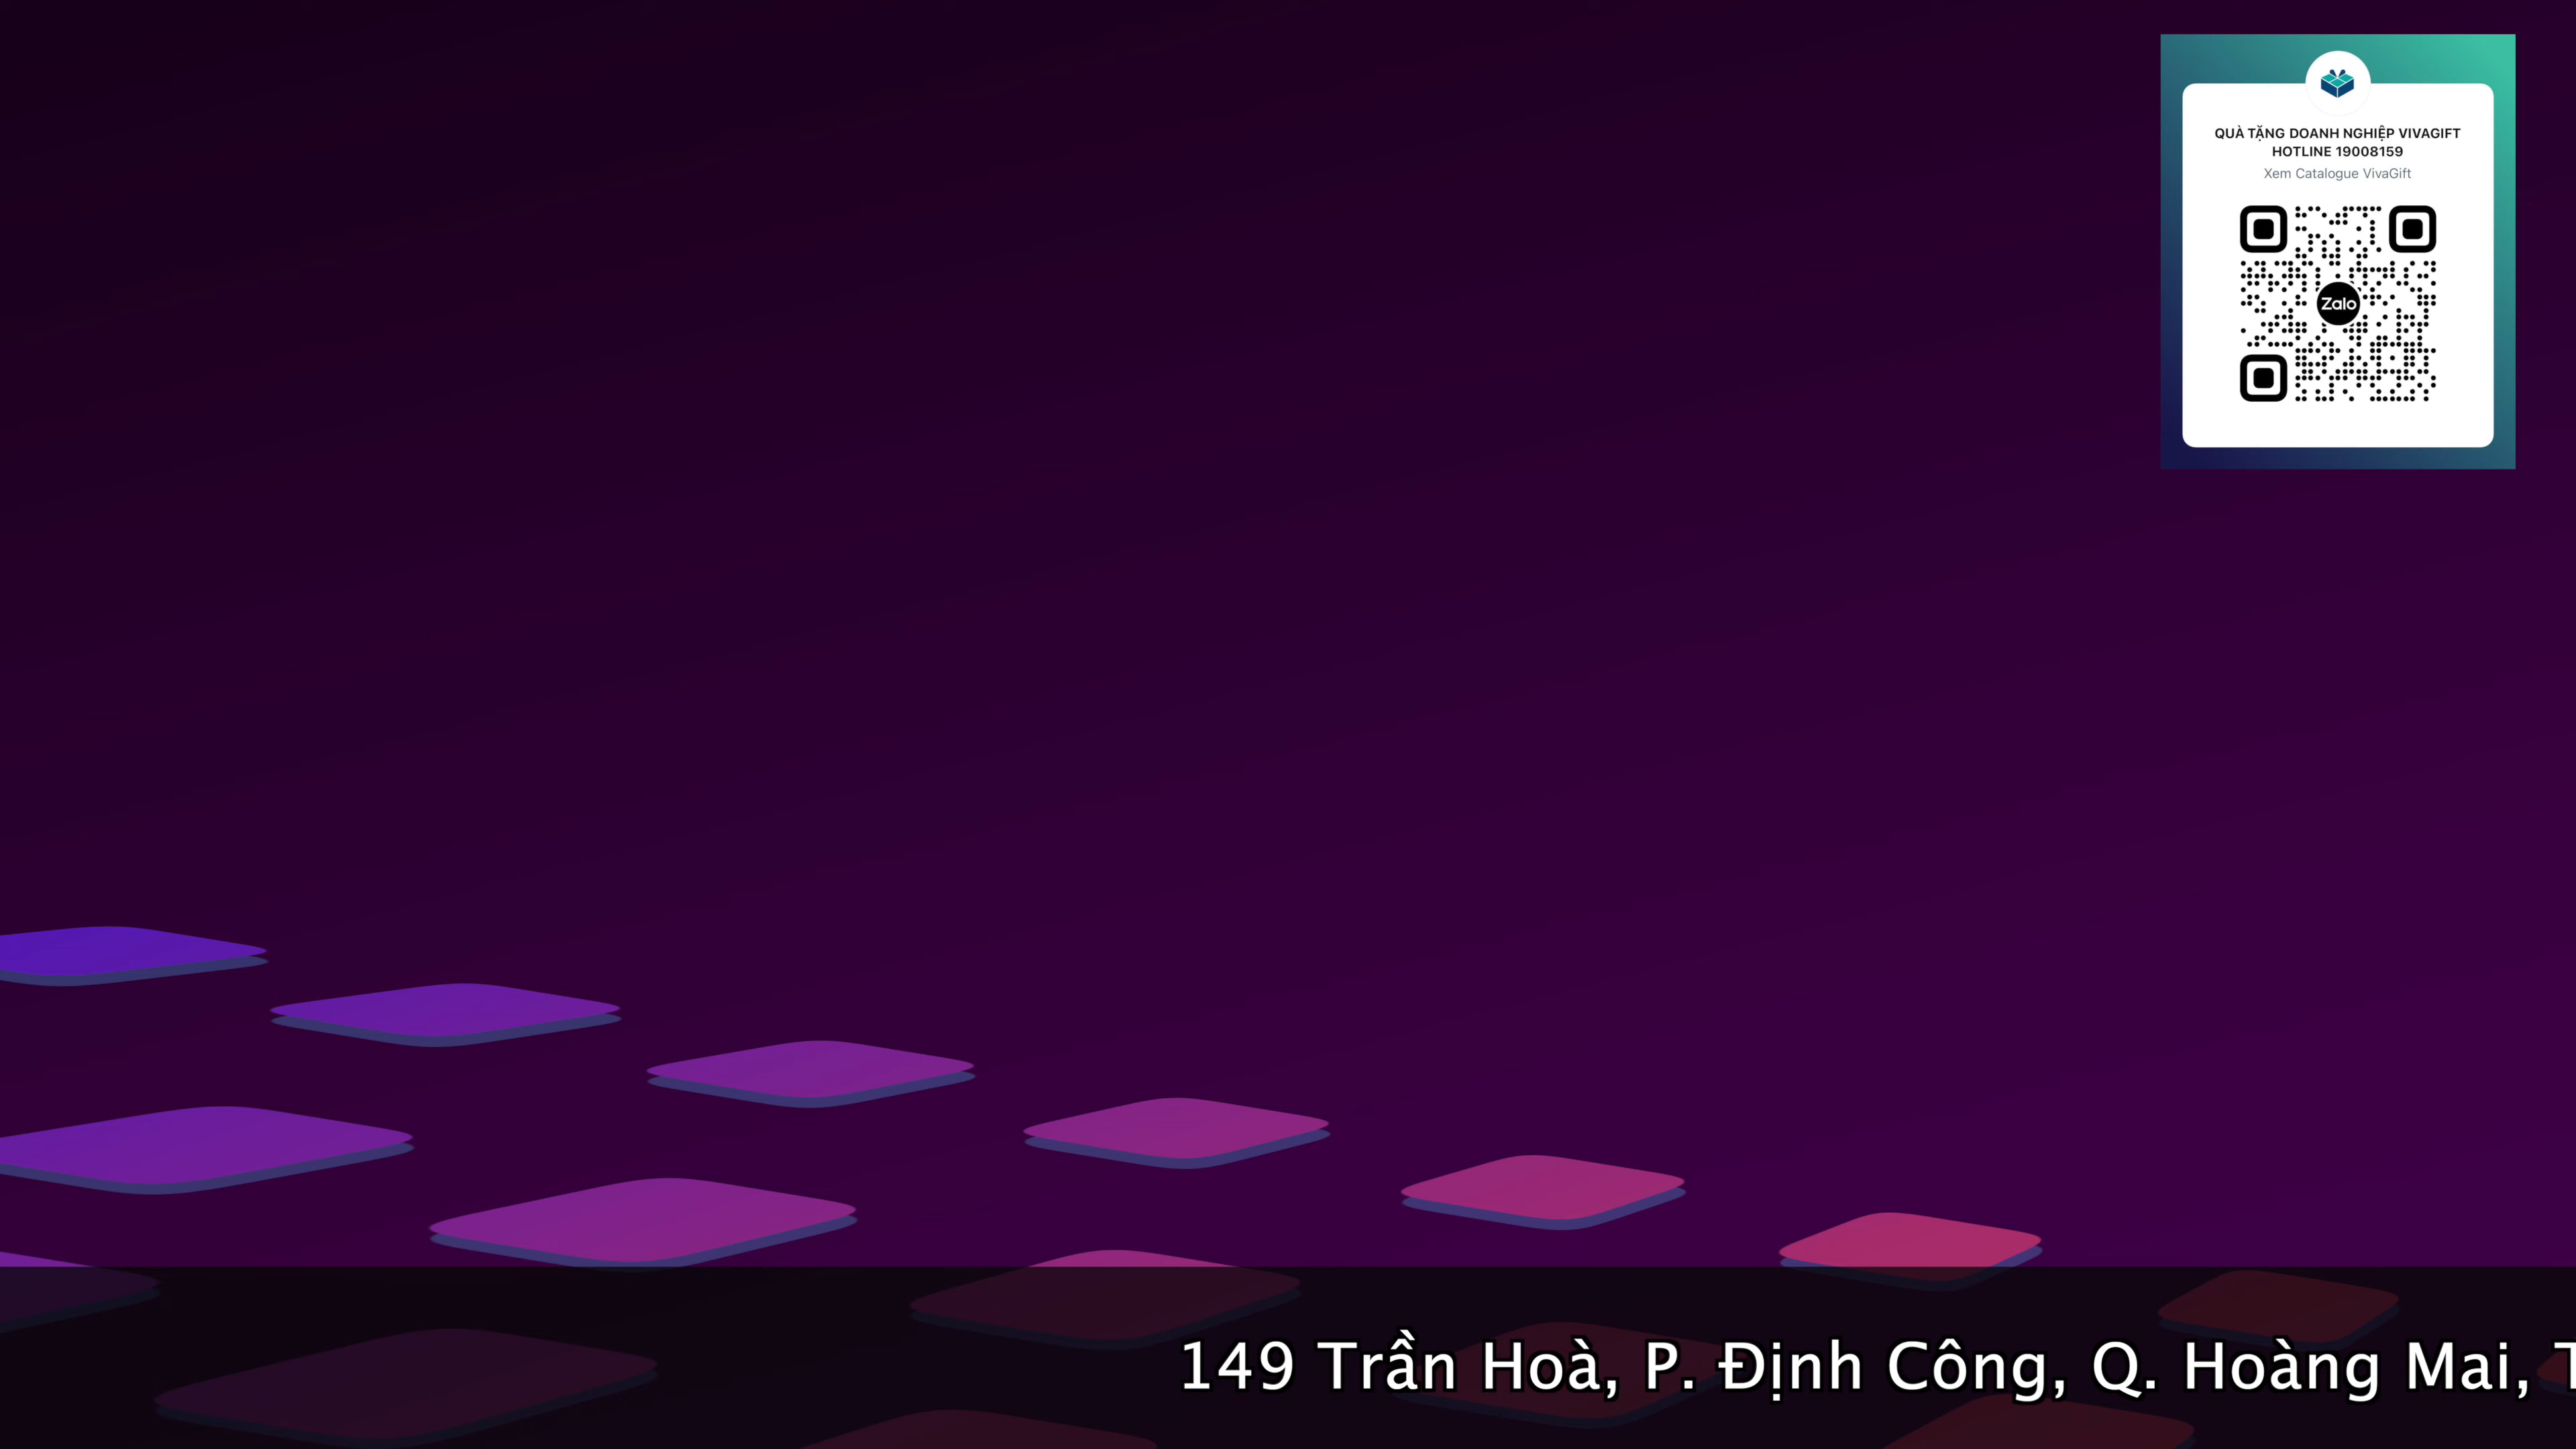 QUÀ TẶNG DOANH NGHIỆP VIVAGIFT
HOTLINE 19008159
Xem Catalogue VivaGift
Zalo
149 Trần Hoà, P. Định Công, Q. Hoàng Mai,